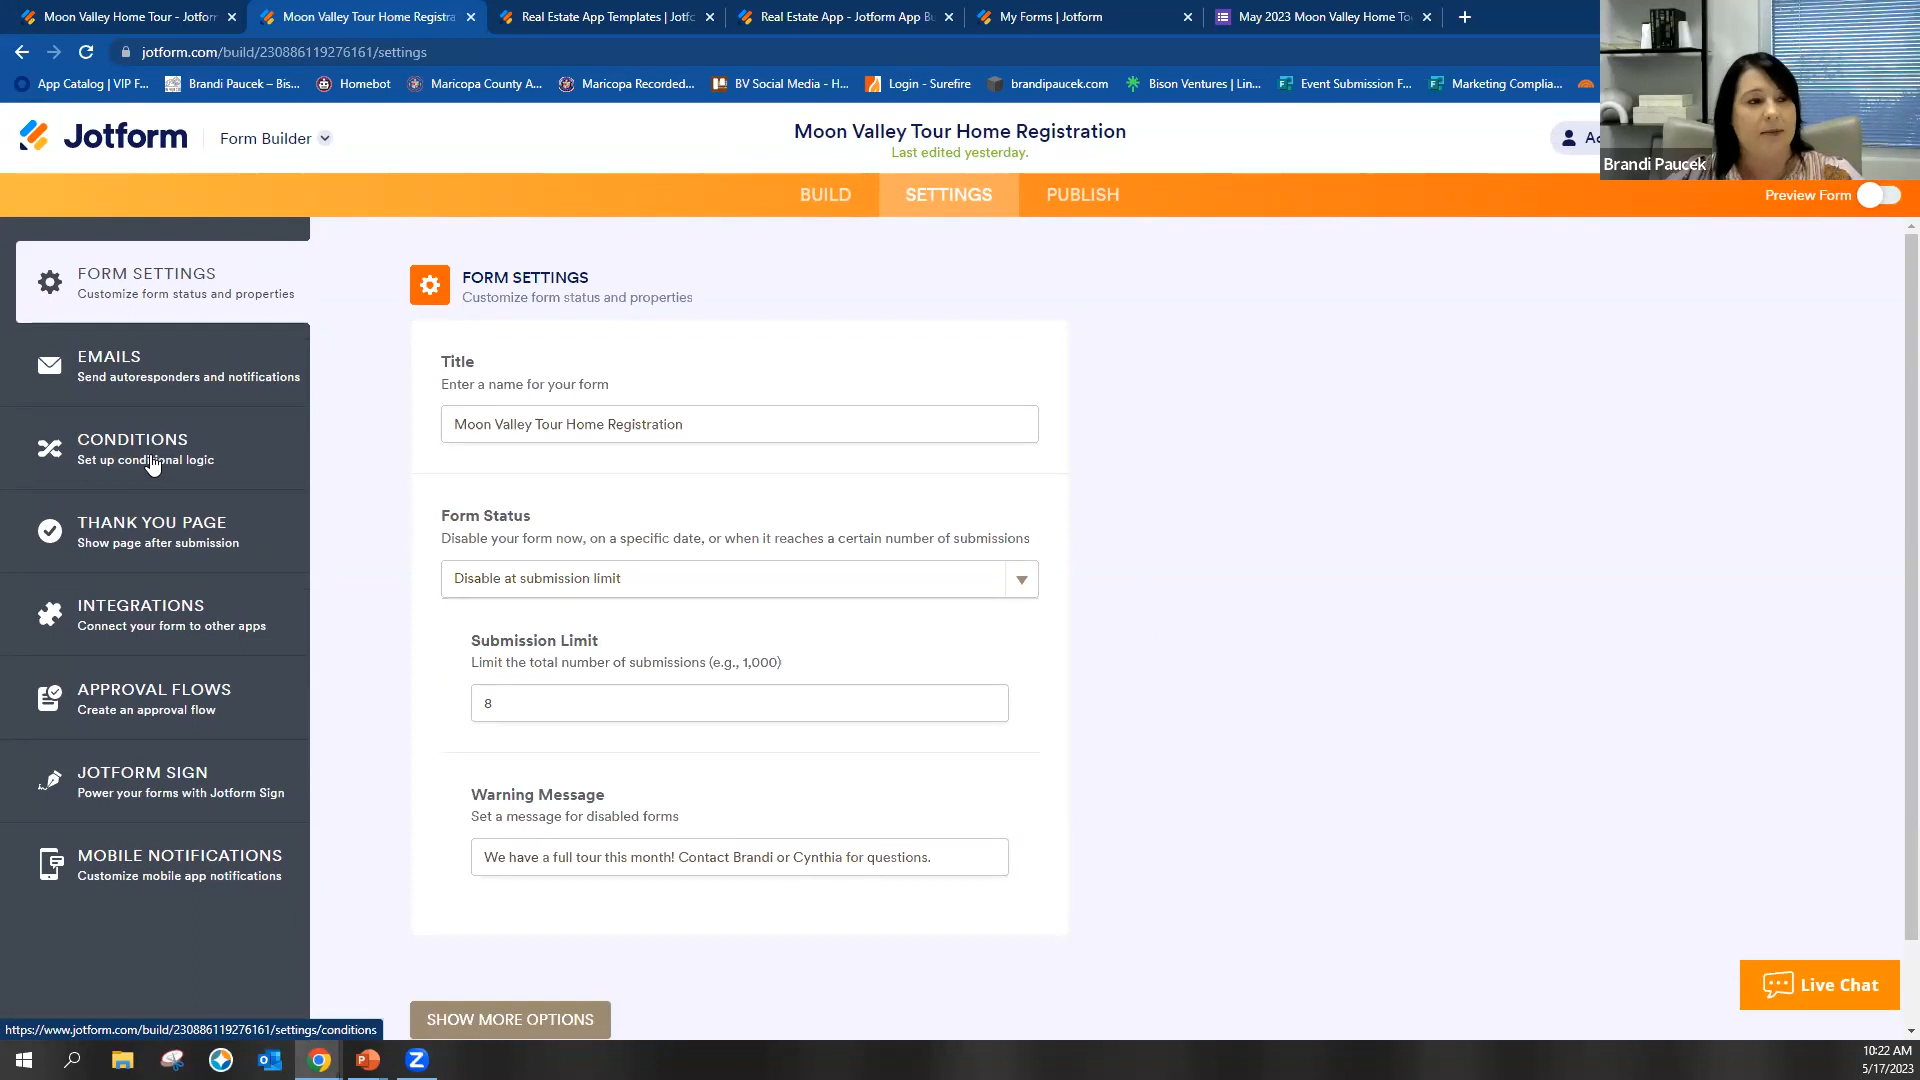 Moon Valley Home Tour - Jotform
Moon Valley Tour Home Registra
Real Estate App Templates | Jotfo
Real Estate App - Jotform App Bu
My Forms | Jotform
May 2023 Moon Valley Home To
jotform.com/build/230886119276161/settings
App Catalog | VIP F...
Brandi Paucek – Bis...
Homebot
Maricopa County A...
Maricopa Recorded...
BV Social Media - H...
Login - Surefire
brandipaucek.com
Bison Ventures | Lin...
Event Submission F...
Marketing Complia...
Jotform
Form Builder
Moon Valley Tour Home Registration
Last edited yesterday.
Brandi Paucek
BUILD
SETTINGS
PUBLISH
Preview Form
FORM SETTINGS
Customize form status and properties
EMAILS
Send autoresponders and notifications
CONDITIONS
Set up conditional logic
THANK YOU PAGE
Show page after submission
INTEGRATIONS
Connect your form to other apps
APPROVAL FLOWS
Create an approval flow
JOTFORM SIGN
Power your forms with Jotform Sign
MOBILE NOTIFICATIONS
Customize mobile app notifications
FORM SETTINGS
Customize form status and properties
Title
Enter a name for your form
Moon Valley Tour Home Registration
Form Status
Disable your form now, on a specific date, or when it reaches a certain number of submissions
Disable at submission limit
Submission Limit
Limit the total number of submissions (e.g., 1,000)
8
Warning Message
Set a message for disabled forms
We have a full tour this month! Contact Brandi or Cynthia for questions.
SHOW MORE OPTIONS
Live Chat
https://www.jotform.com/build/230886119276161/settings/conditions
10:22 AM
5/17/2023